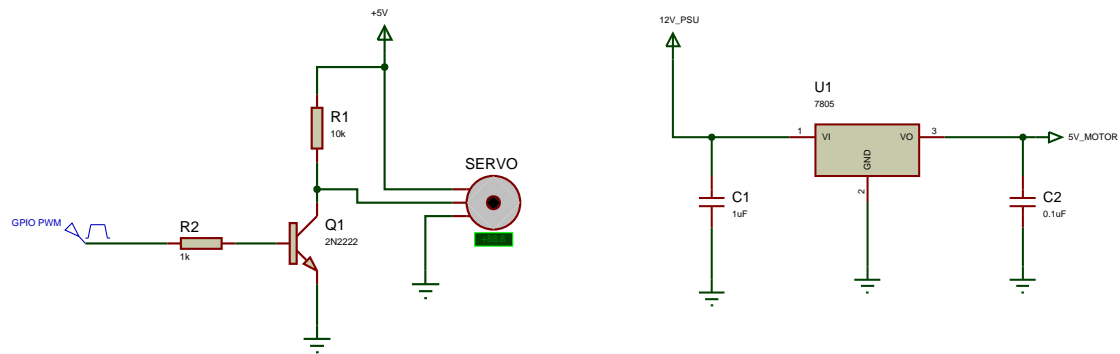 +5V
12V_PSU
U1
7805
R1
10k
1
VI
VO
3
5V_MOTOR
GND
SERVO
2
C1
1uF
C2
0.1uF
GPIO PWM
R2
1k
Q1
2N2222